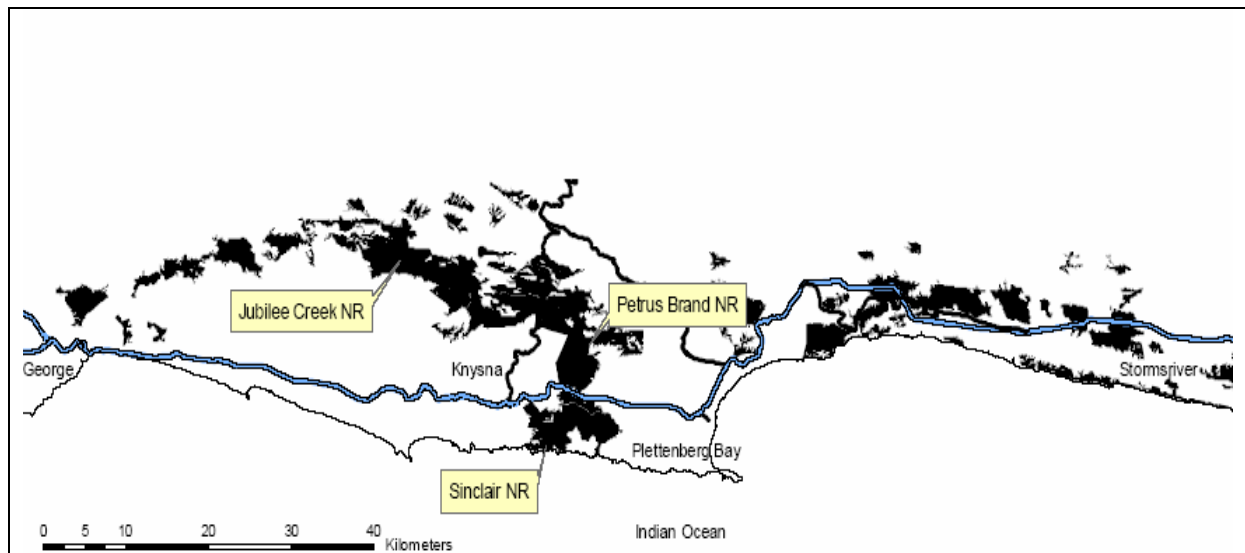 Jubilee Creek NR
Petrus Brand NR
George
Knysna
Stormsriver
Plettenberg Bay
Sinclair NR
Indian Ocean
0 5 10 20 30 40
Kilometers